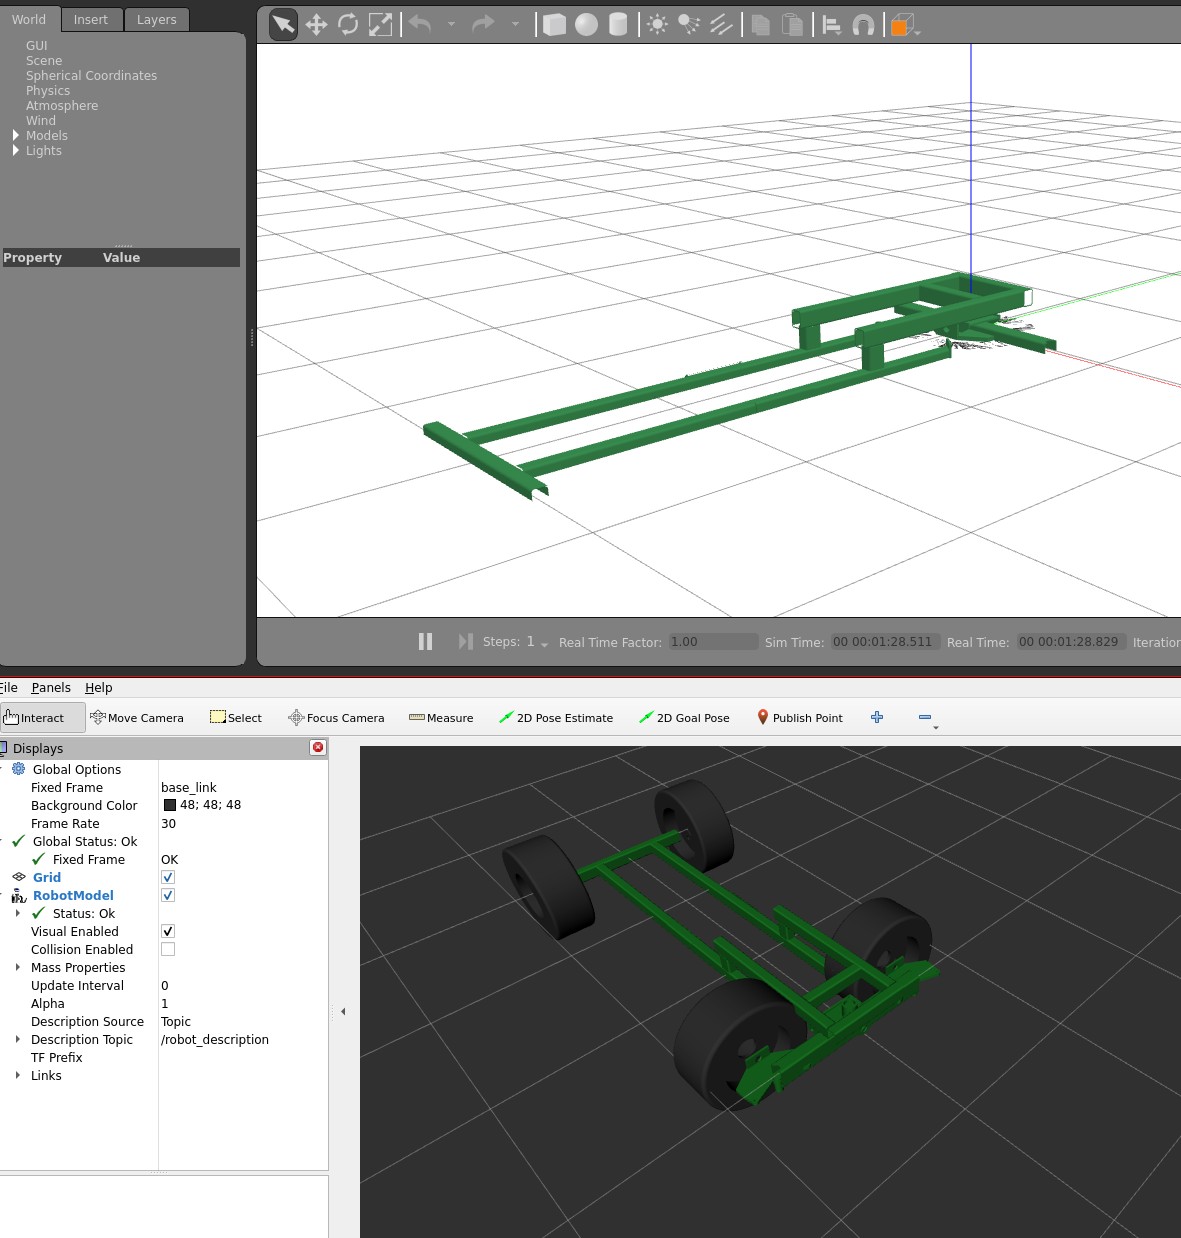 World Insert Layers
GUI
Scene
Spherical Coordinates
Physics
Atmosphere
Wind
Models
Lights
Property Value
Steps: 1 Real Time Factor: 1.00 Sim Time: 00 00:01:28.511 Real Time: 00 00:01:28.829 Iteration
File Panels Help
Interact Move Camera Select Focus Camera Measure 2D Pose Estimate 2D Goal Pose Publish Point
Displays
Global Options
Fixed Frame base_link
Background Color 48; 48; 48
Frame Rate 30
Global Status: Ok
Fixed Frame OK
Grid
RobotModel
Status: Ok
Visual Enabled
Collision Enabled
Mass Properties
Update Interval 0
Alpha 1
Description Source Topic
Description Topic /robot_description
TF Prefix
Links